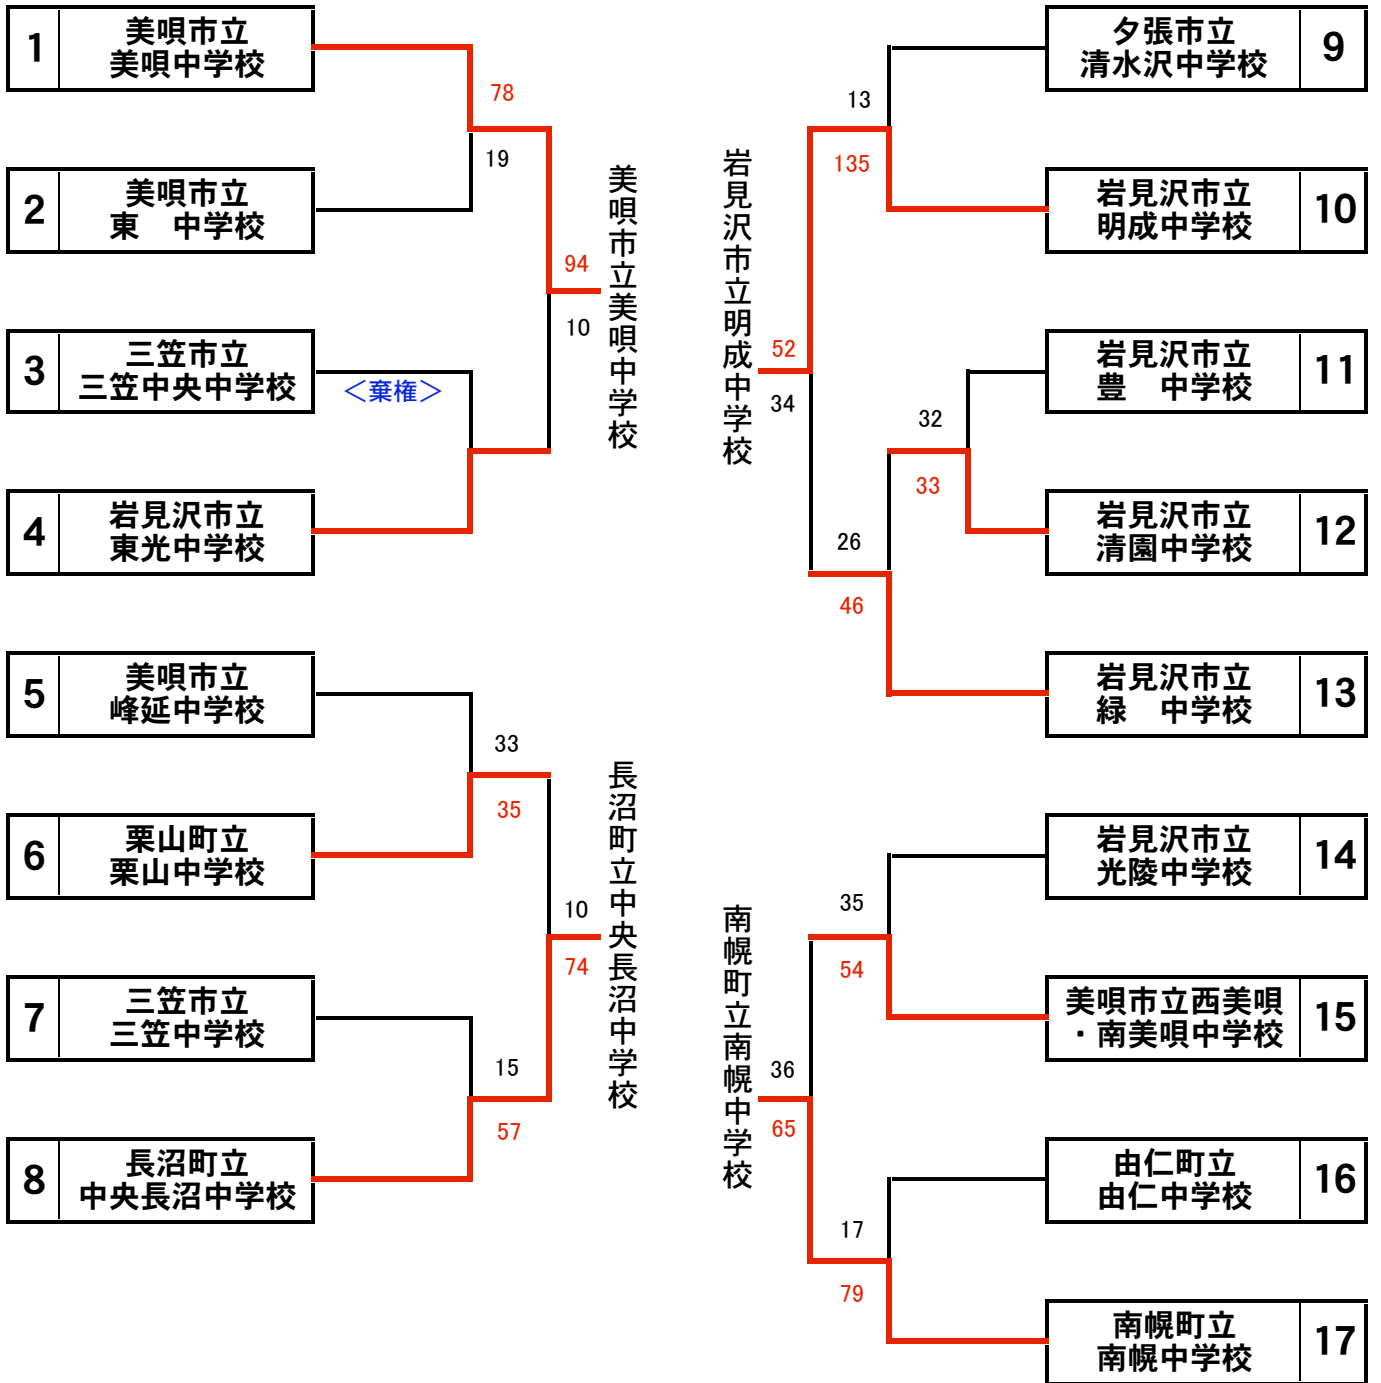 1
美唄市立
美唄中学校
78
19
2
美唄市立
東　中学校
94
10
3
三笠市立
三笠中央中学校
＜棄権＞
4
岩見沢市立
東光中学校
美唄市立美唄中学校
5
美唄市立
峰延中学校
33
35
6
栗山町立
栗山中学校
10
74
7
三笠市立
三笠中学校
15
57
8
長沼町立
中央長沼中学校
長沼町立中央長沼中学校
夕張市立
清水沢中学校
9
13
135
岩見沢市立
明成中学校
10
岩見沢市立明成中学校
52
34
岩見沢市立
豊　中学校
11
32
33
岩見沢市立
清園中学校
12
26
46
岩見沢市立
緑　中学校
13
岩見沢市立
光陵中学校
14
35
54
美唄市立西美唄
・南美唄中学校
15
南幌町立南幌中学校
36
65
由仁町立
由仁中学校
16
17
79
南幌町立
南幌中学校
17